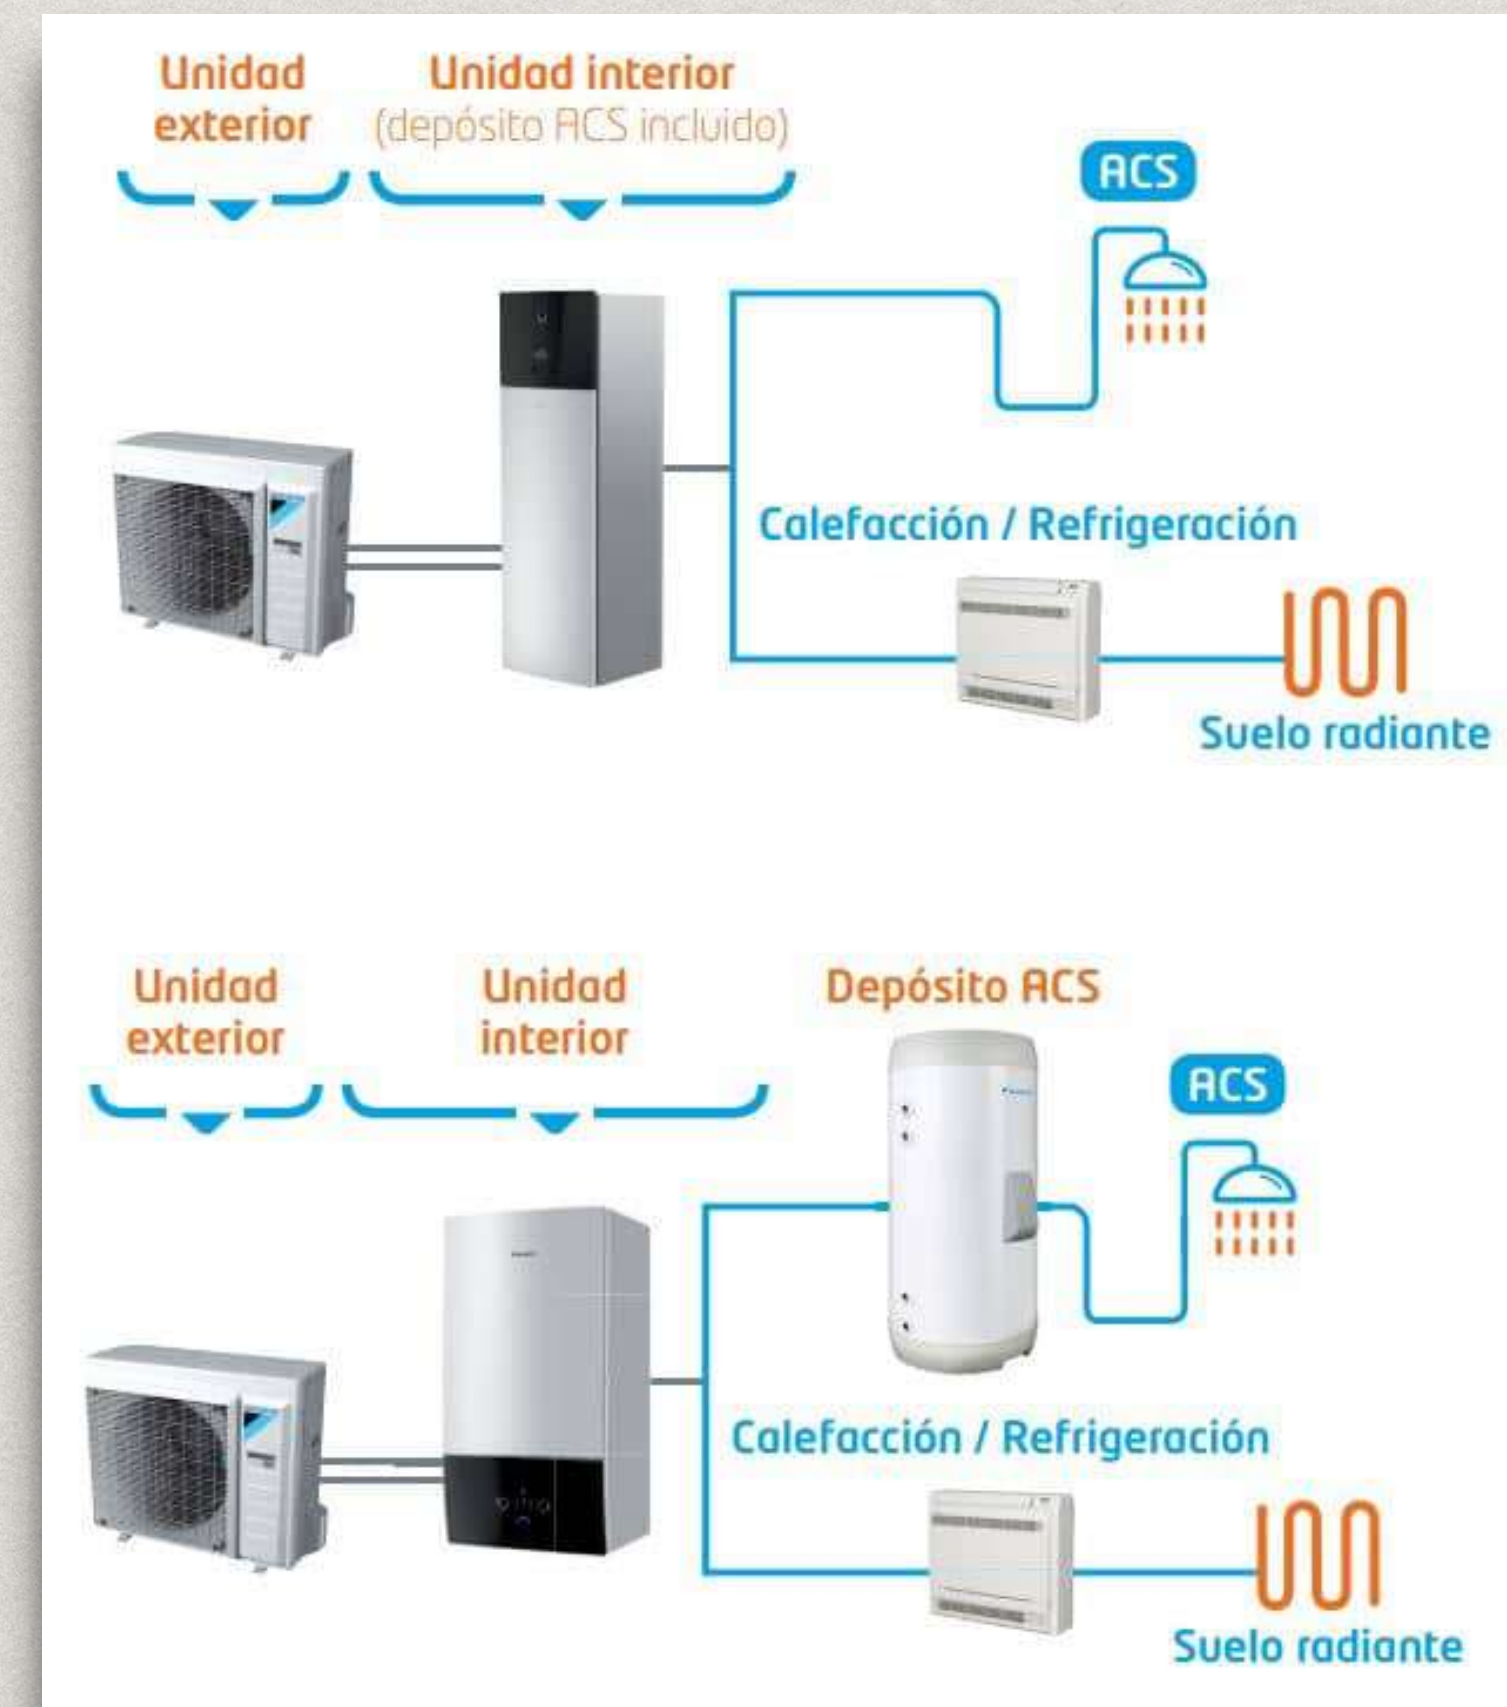 Unidad
exterior
Unidad interior
(depósito ACS incluido)
ACS
Calefacción / Refrigeración
Suelo radiante
Unidad
exterior
Unidad
interior
Depósito ACS
ACS
Calefacción / Refrigeración
Suelo radiante